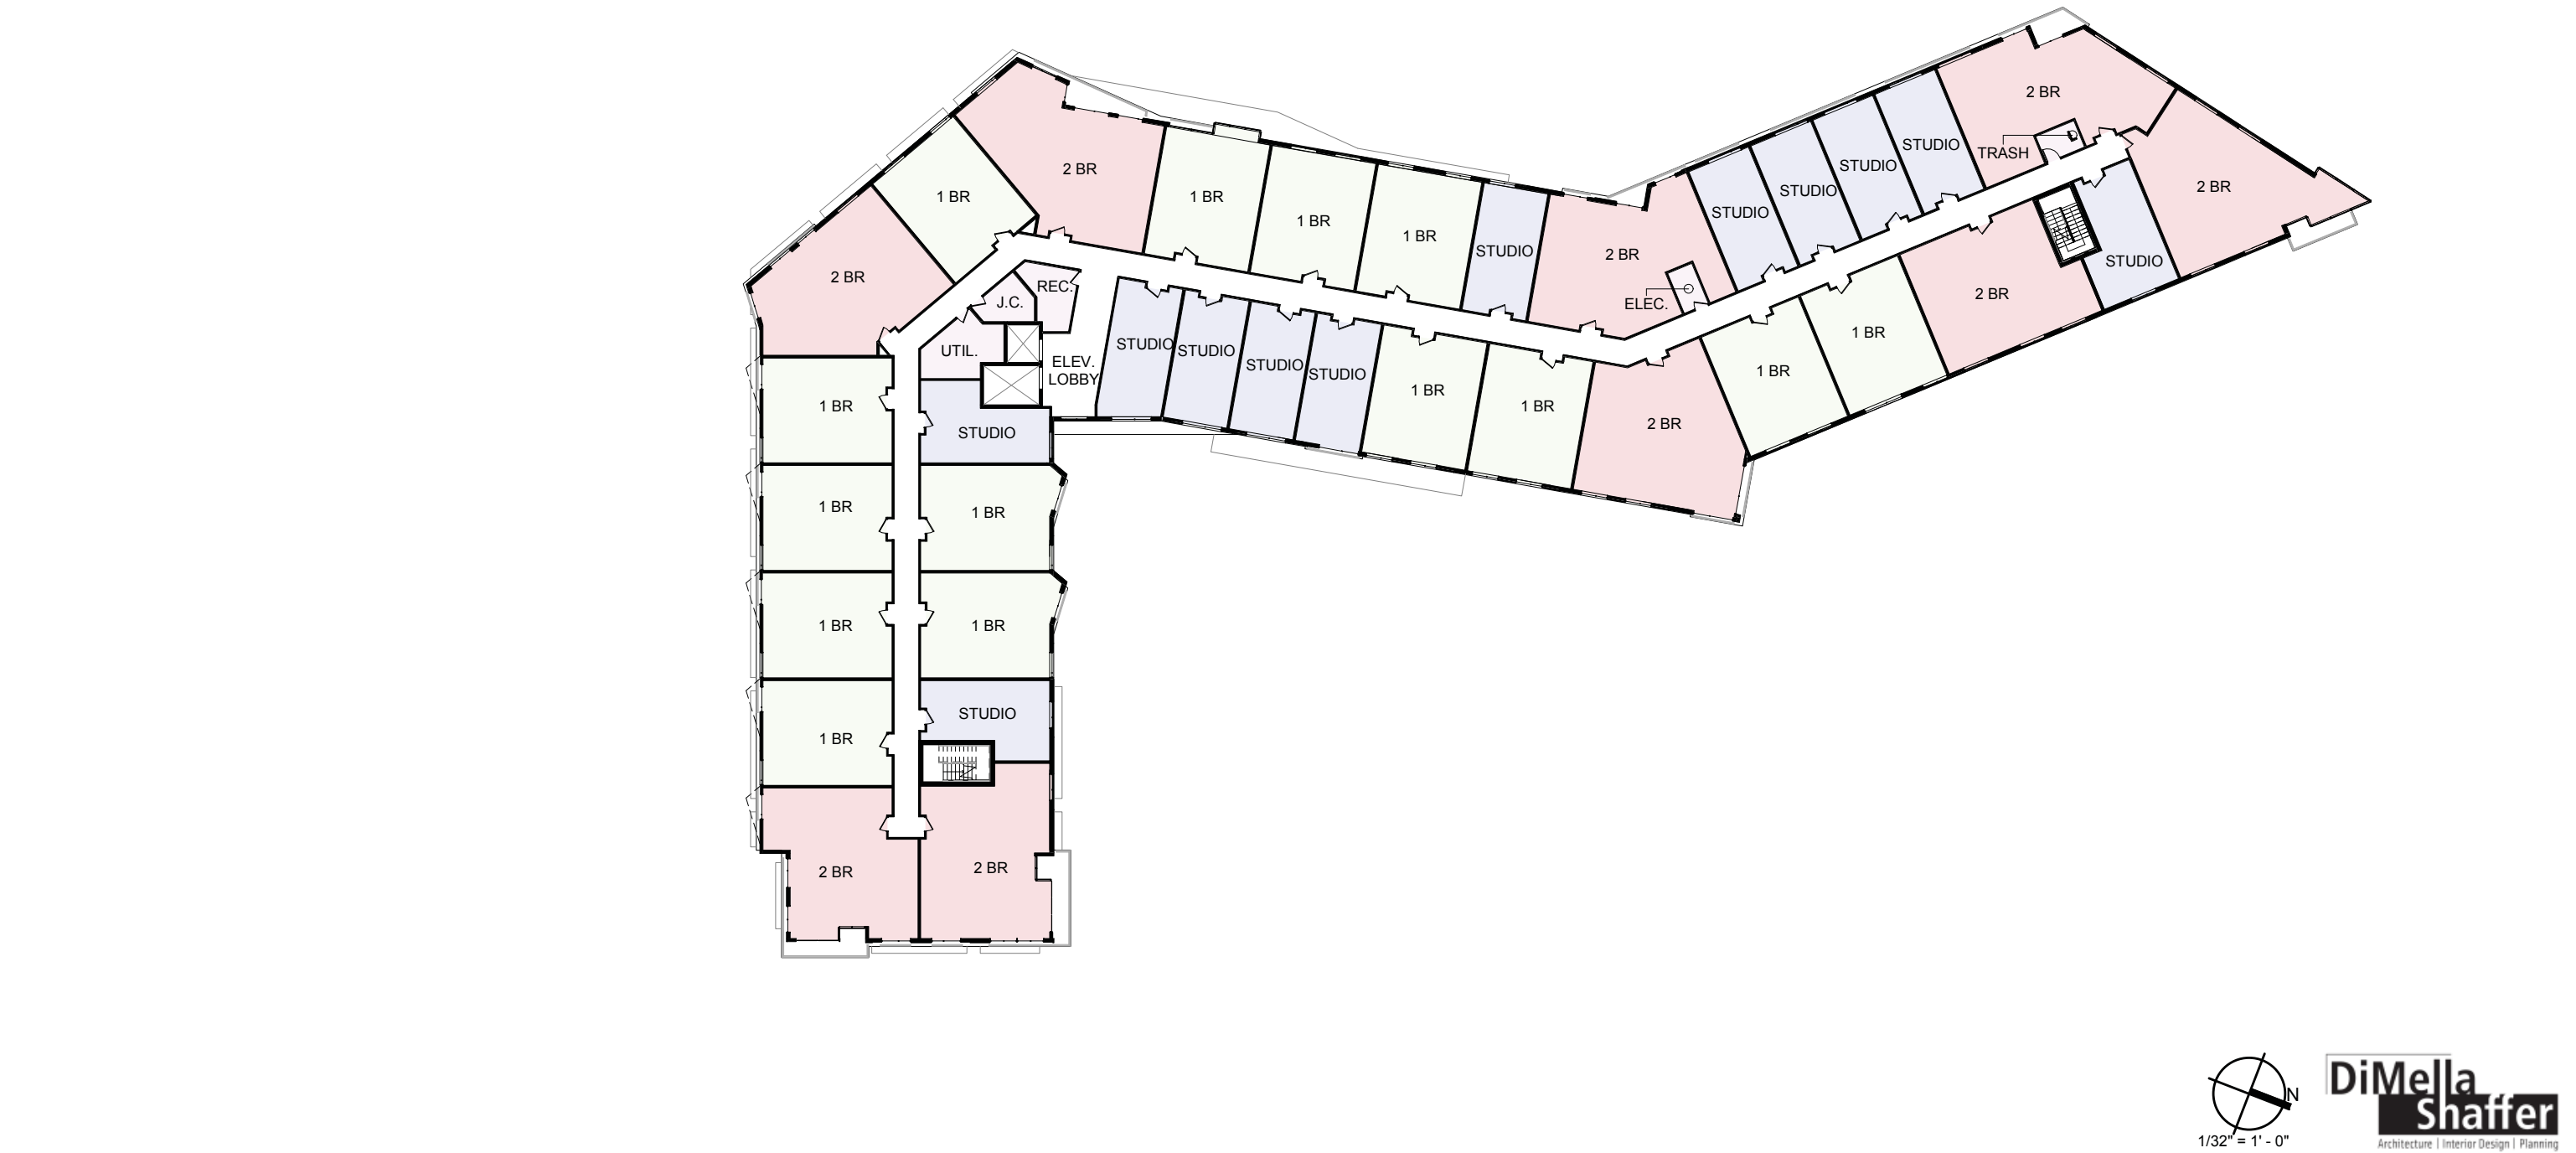 2 BR
TRASH
STUDIO
STUDIO
STUDIO
STUDIO
2 BR
STUDIO
2 BR
1 BR
1 BR
2 BR
ELEC.
2 BR
1 BR
2 BR
1 BR
1 BR
1 BR
STUDIO
2 BR
REC.
J.C.
UTIL.
ELEV.
LOBBY
STUDIO
STUDIO
STUDIO
STUDIO
1 BR
1 BR
2 BR
1 BR
STUDIO
1 BR
1 BR
1 BR
1 BR
1 BR
STUDIO
2 BR
2 BR
N
1/32" = 1' - 0"
DiMella
Shaffer
Architecture | Interior Design | Planning